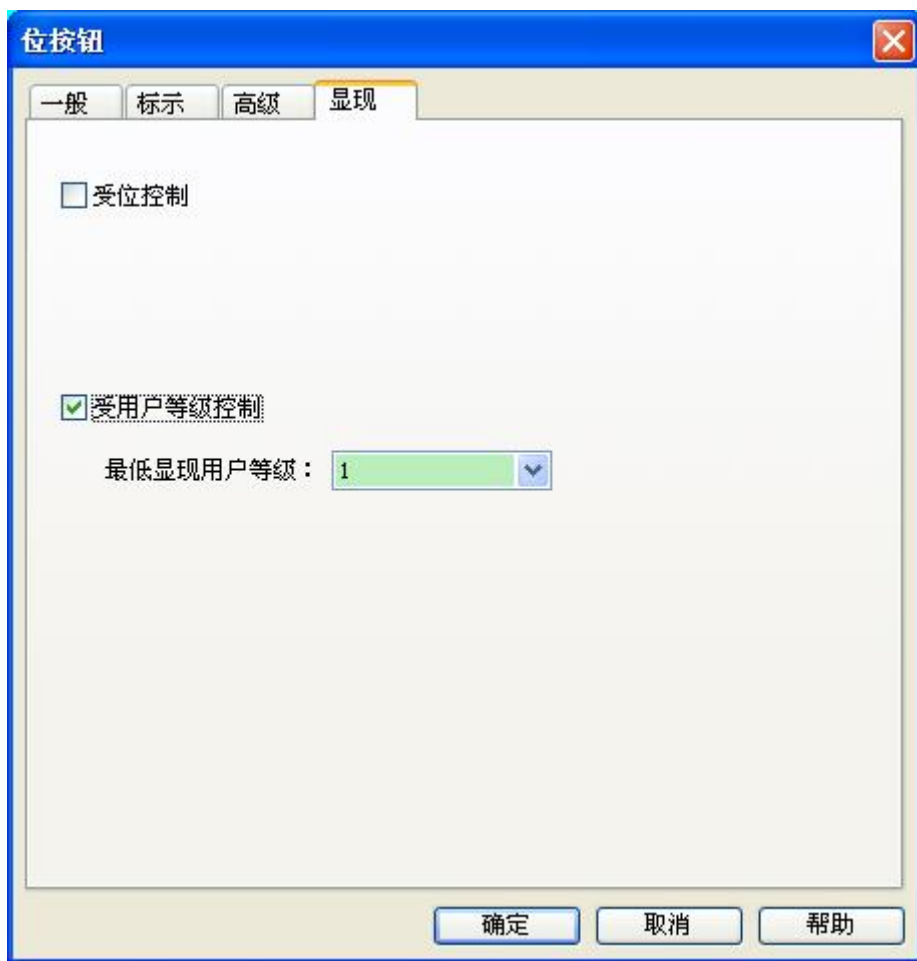 位按钮
一般 标示 高级 显现
受位控制
受用户等级控制
最低显现用户等级： 1
确定 取消 帮助